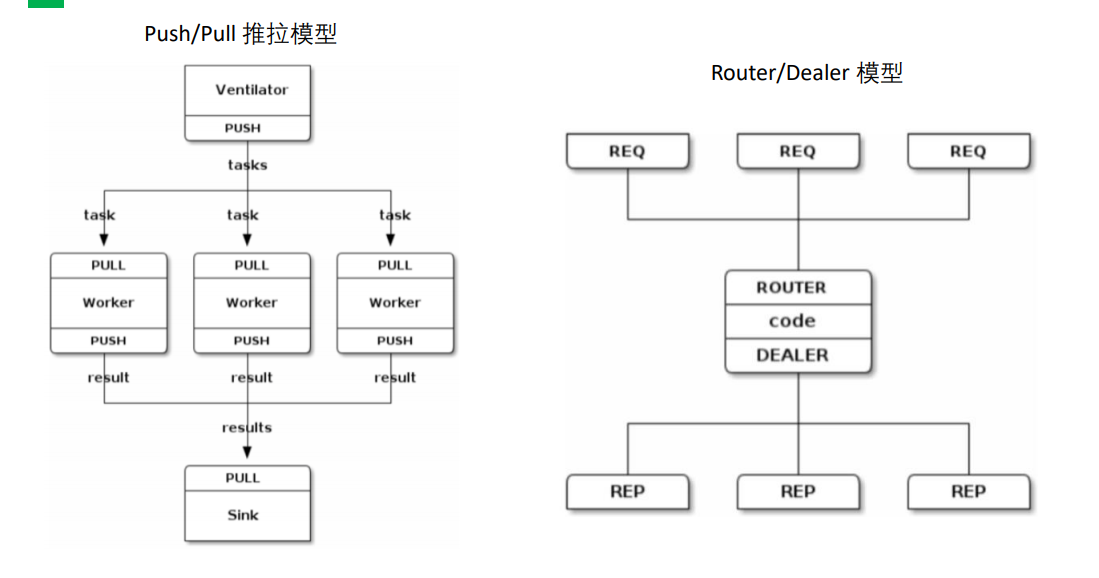 Push/Pull 推拉模型
Ventilator
PUSH
tasks
task task task
PULL PULL PULL
Worker Worker Worker
PUSH PUSH PUSH
result result result
results
PULL
Sink
Router/Dealer 模型
REQ REQ REQ
ROUTER
code
DEALER
REP REP REP